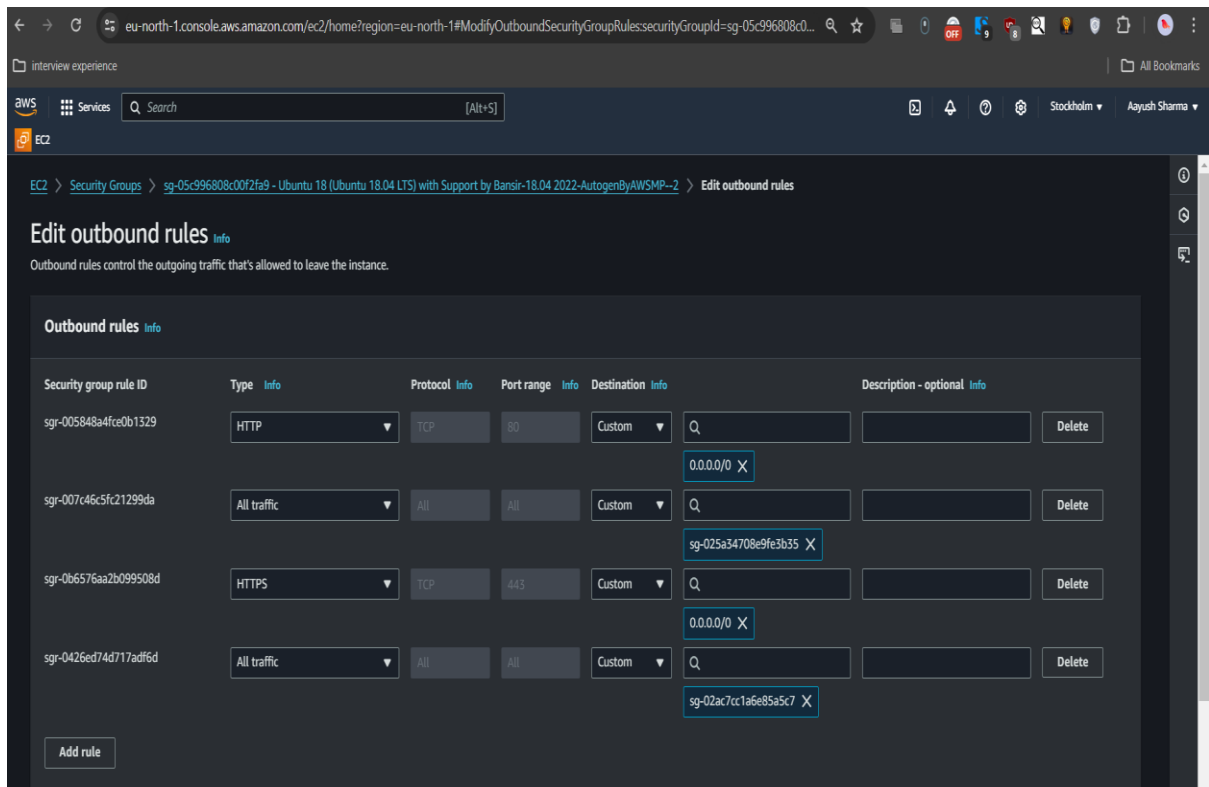 eu-north-1.console.aws.amazon.com/ec2/home?region=eu-north-1#ModifyOutboundSecurityGroupRules:securityGroupId=sg-05c996808c0...
OFF 9 8
interview experience All Bookmarks
aws Services Search [Alt+S] Stockholm Aayush Sharma
EC2
EC2 > Security Groups > sg-05c996808c00f2fa9 - Ubuntu 18 (Ubuntu 18.04 LTS) with Support by Bansir-18.04 2022-AutogenByAWSMP--2 > Edit outbound rules
Edit outbound rules Info
Outbound rules control the outgoing traffic that's allowed to leave the instance.
Outbound rules Info
Security group rule ID Type Info Protocol Info Port range Info Destination Info Description - optional Info
sgr-005848a4fce0b1329 HTTP TCP 80 Custom Delete
0.0.0.0/0 X
sgr-007c46c5fc21299da All traffic All All Custom Delete
sg-025a34708e9fe3b35 X
sgr-0b6576aa2b099508d HTTPS TCP 443 Custom Delete
0.0.0.0/0 X
sgr-0426ed74d717adf6d All traffic All All Custom Delete
sg-02ac7cc1a6e85a5c7 X
Add rule